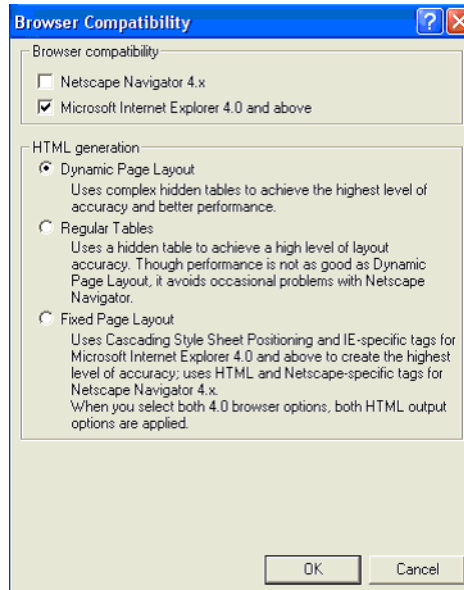 Browser Compatibility
Browser compatibility
Netscape Navigator 4.x
Microsoft Internet Explorer 4.0 and above
HTML generation
Dynamic Page Layout
Uses complex hidden tables to achieve the highest level of
accuracy and better performance.
Regular Tables
Uses a hidden table to achieve a high level of layout
accuracy. Though performance is not as good as Dynamic
Page Layout, it avoids occasional problems with Netscape
Navigator.
Fixed Page Layout
Uses Cascading Style Sheet Positioning and IE-specific tags for
Microsoft Internet Explorer 4.0 and above to create the highest
level of accuracy; uses HTML and Netscape-specific tags for
Netscape Navigator 4.x.
When you select both 4.0 browser options, both HTML output
options are applied.
OK
Cancel